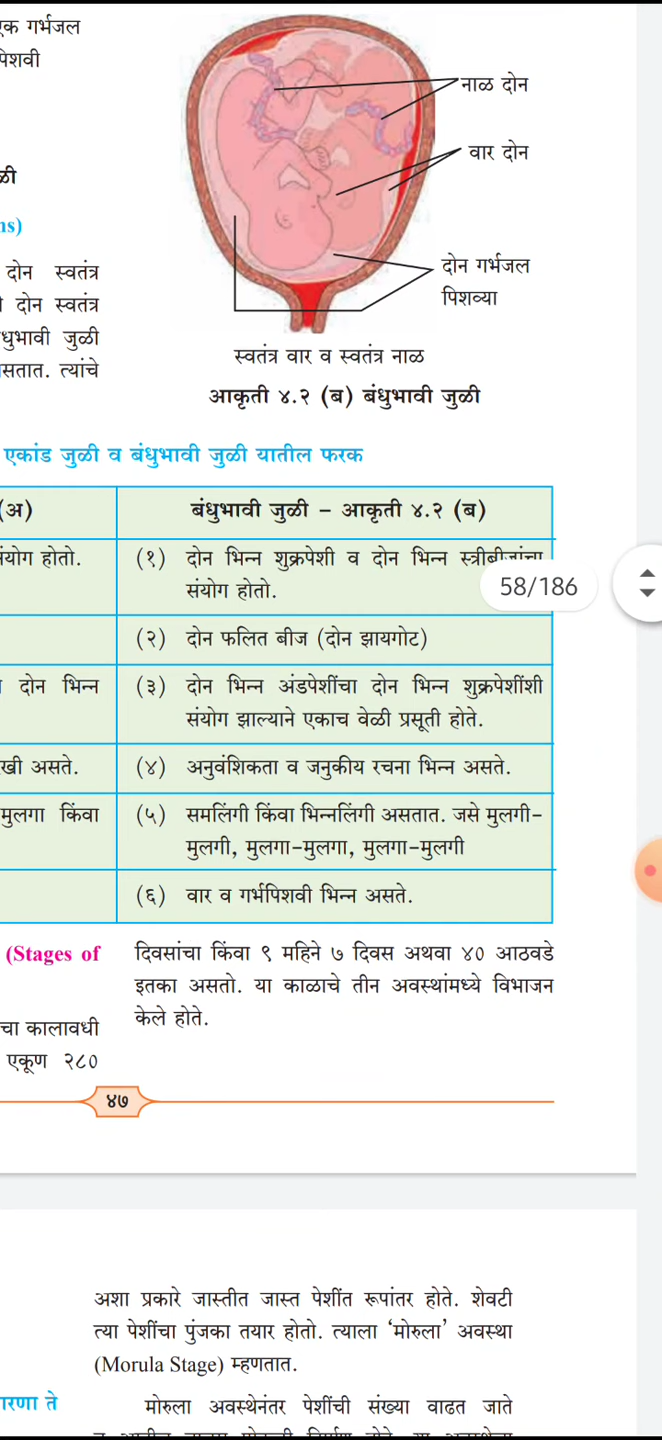 एक गर्भजल
पिशवी
नाळ दोन
वार दोन
दोन गर्भजल
पिशव्या
ळी
ns)
दोन स्वतंत्र
दोन स्वतंत्र
धुभावी जुळी
सतात. त्यांचे
स्वतंत्र वार व स्वतंत्र नाळ
आकृती ४.२ (ब) बंधुभावी जुळी
एकांड जुळी व बंधुभावी जुळी यातील फरक
(अ)
बंधुभावी जुळी – आकृती ४.२ (ब)
संयोग होतो.
(१) दोन भिन्न शुक्रपेशी व दोन भिन्न स्त्रीबीजांचा
संयोग होतो.
58/186
(२) दोन फलित बीज (दोन झायगोट)
दोन भिन्न
(३) दोन भिन्न अंडपेशींचा दोन भिन्न शुक्रपेशींशी
संयोग झाल्याने एकाच वेळी प्रसूती होते.
खी असते.
(४) अनुवंशिकता व जनुकीय रचना भिन्न असते.
मुलगा किंवा
(५) समलिंगी किंवा भिन्नलिंगी असतात. जसे मुलगी-
मुलगी, मुलगा-मुलगा, मुलगा-मुलगी
(६) वार व गर्भपिशवी भिन्न असते.
(Stages of
चा कालावधी
एकूण २८०
दिवसांचा किंवा ९ महिने ७ दिवस अथवा ४० आठवडे
इतका असतो. या काळाचे तीन अवस्थांमध्ये विभाजन
केले होते.
४७
अशा प्रकारे जास्तीत जास्त पेशींत रूपांतर होते. शेवटी
त्या पेशींचा पुंजका तयार होतो. त्याला ‘मोरुला’ अवस्था
(Morula Stage) म्हणतात.
ारणा ते
मोरुला अवस्थेनंतर पेशींची संख्या वाढत जाते